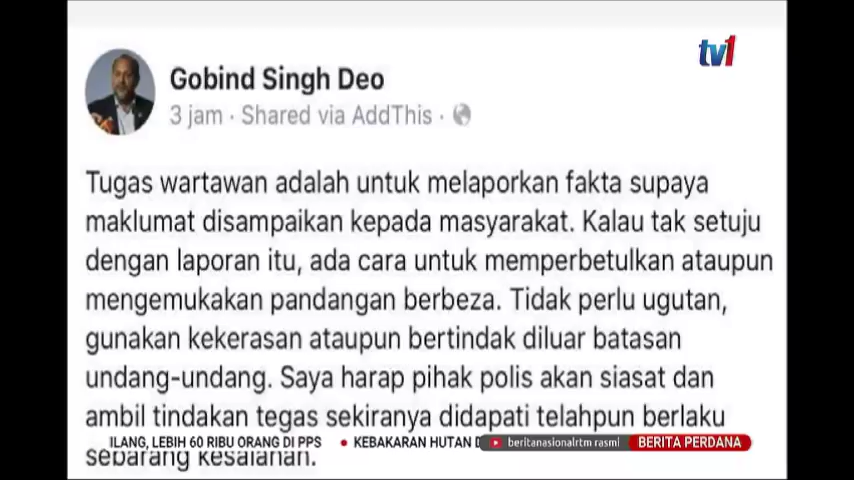 tv1
Gobind Singh Deo
3 jam · Shared via AddThis ·
Tugas wartawan adalah untuk melaporkan fakta supaya
maklumat disampaikan kepada masyarakat. Kalau tak setuju
dengan laporan itu, ada cara untuk memperbetulkan ataupun
mengemukakan pandangan berbeza. Tidak perlu ugutan,
gunakan kekerasan ataupun bertindak diluar batasan
undang-undang. Saya harap pihak polis akan siasat dan
ambil tindakan tegas sekiranya didapati telahpun berlaku
sebarang kesalahan.
ILANG, LEBIH 60 RIBU ORANG DI PPS • KEBAKARAN HUTAN D beritanasionalrtm rasmi BERITA PERDANA